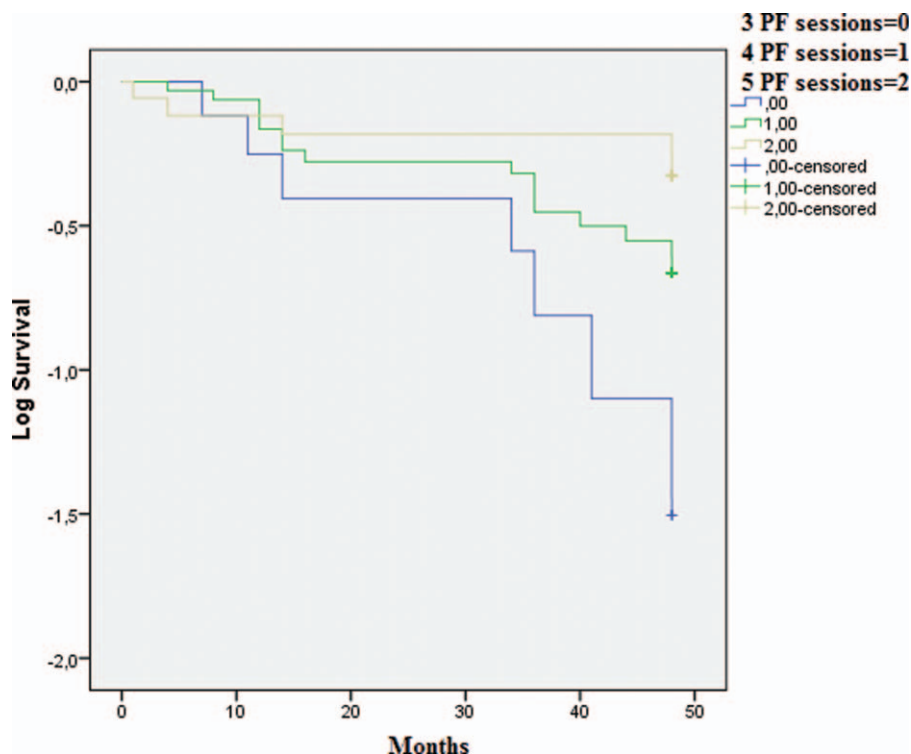 3 PF sessions=0
4 PF sessions=1
5 PF sessions=2
,00
1,00
2,00
,00-censored
1,00-censored
2,00-censored
0,0
-0,5
-1,0
-1,5
-2,0
Log Survival
0 10 20 30 40 50
Months